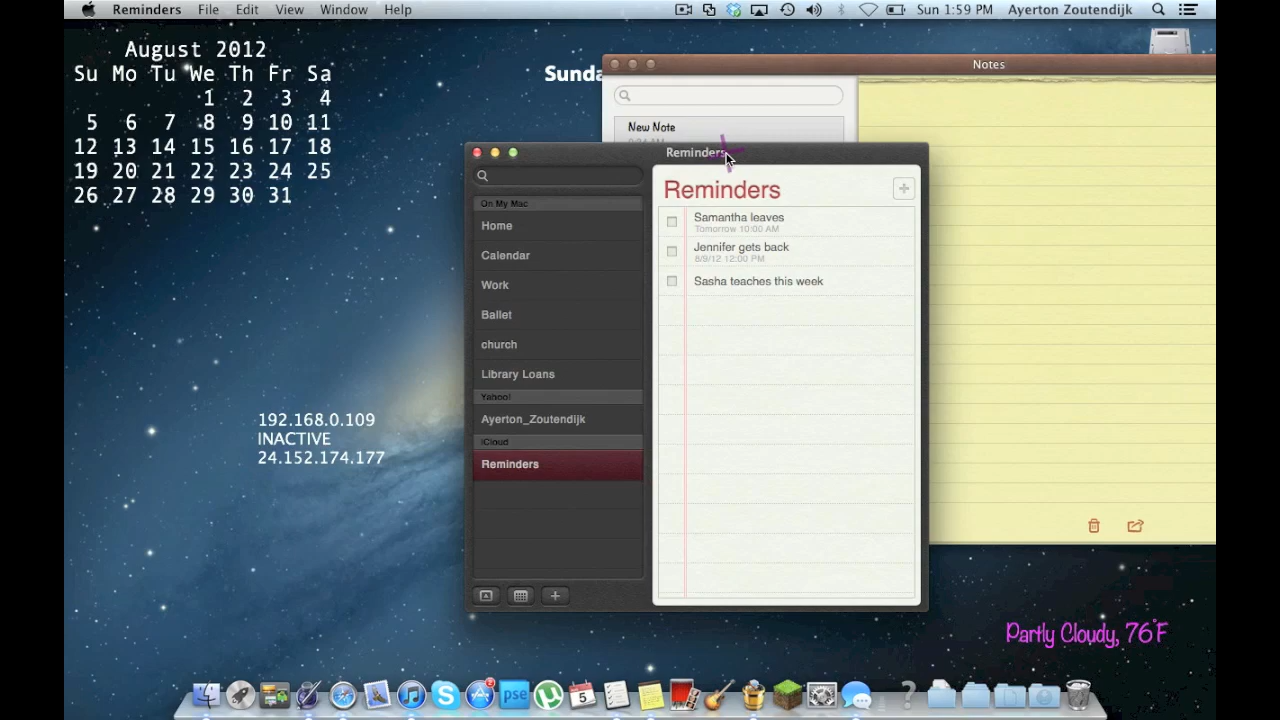 Reminders File Edit View Window Help Sun 1:59 PM Ayerton Zoutendijk
August 2012
Su Mo Tu We Th Fr Sa
1 2 3 4
5 6 7 8 9 10 11
12 13 14 15 16 17 18
19 20 21 22 23 24 25
26 27 28 29 30 31
Sunda
Notes
New Note
Reminders
On My Mac
Home
Calendar
Work
Ballet
church
Library Loans
Yahoo!
Ayerton_Zoutendijk
iCloud
Reminders
Reminders
Samantha leaves
Tomorrow 10:00 AM
Jennifer gets back
8/9/12 12:00 PM
Sasha teaches this week
192.168.0.109
INACTIVE
24.152.174.177
Partly Cloudy, 76°F
pse
5